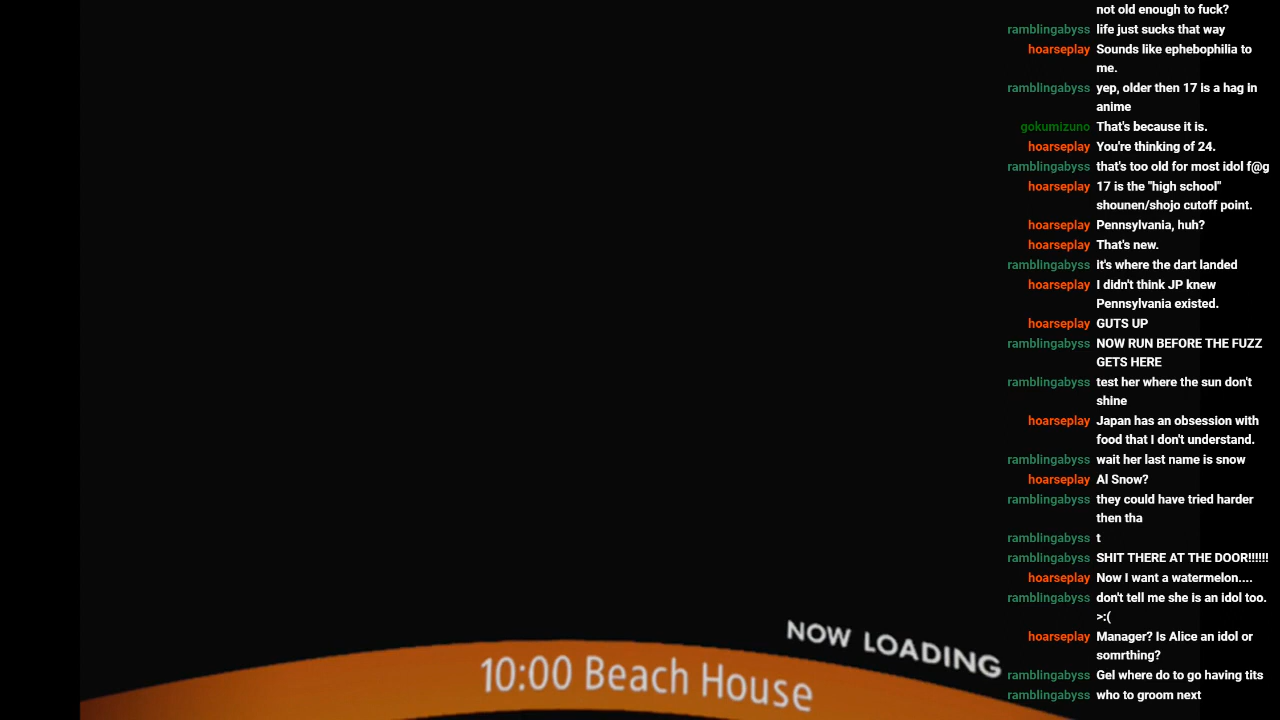 not old enough to fuck?
ramblingabyss life just sucks that way
hoarseplay Sounds like ephebophilia to
me.
ramblingabyss yep, older then 17 is a hag in
anime
gokumizuno That's because it is.
hoarseplay You're thinking of 24.
ramblingabyss that's too old for most idol f@g
hoarseplay 17 is the "high school"
shounen/shojo cutoff point.
hoarseplay Pennsylvania, huh?
hoarseplay That's new.
ramblingabyss it's where the dart landed
hoarseplay I didn't think JP knew
Pennsylvania existed.
hoarseplay GUTS UP
ramblingabyss NOW RUN BEFORE THE FUZZ
GETS HERE
ramblingabyss test her where the sun don't
shine
hoarseplay Japan has an obsession with
food that I don't understand.
ramblingabyss wait her last name is snow
hoarseplay Al Snow?
ramblingabyss they could have tried harder
then tha
ramblingabyss t
ramblingabyss SHIT THERE AT THE DOOR!!!!!!
hoarseplay Now I want a watermelon....
ramblingabyss don't tell me she is an idol too.
>:(
hoarseplay Manager? Is Alice an idol or
somrthing?
ramblingabyss Gel where do to go having tits
ramblingabyss who to groom next
NOW LOADING
10:00 Beach House